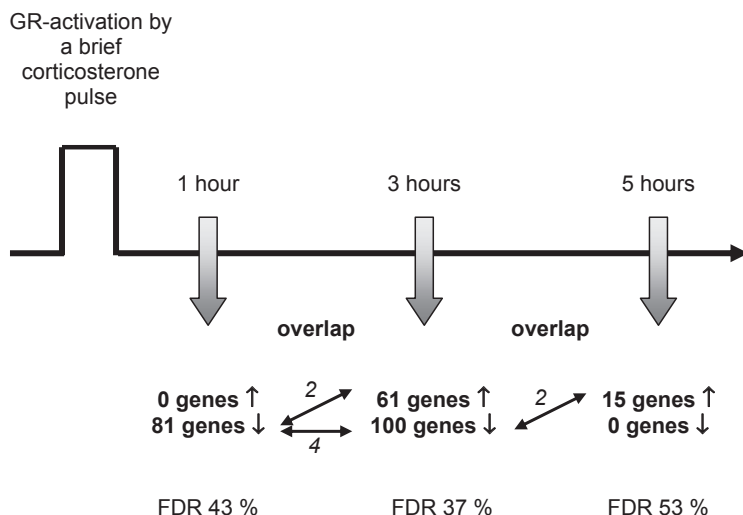 GR-activation by
a brief
corticosterone
pulse
1 hour
3 hours
5 hours
overlap
overlap
0 genes ↑
81 genes ↓
2
4
61 genes ↑
100 genes ↓
2
15 genes ↑
0 genes ↓
FDR 43 %
FDR 37 %
FDR 53 %